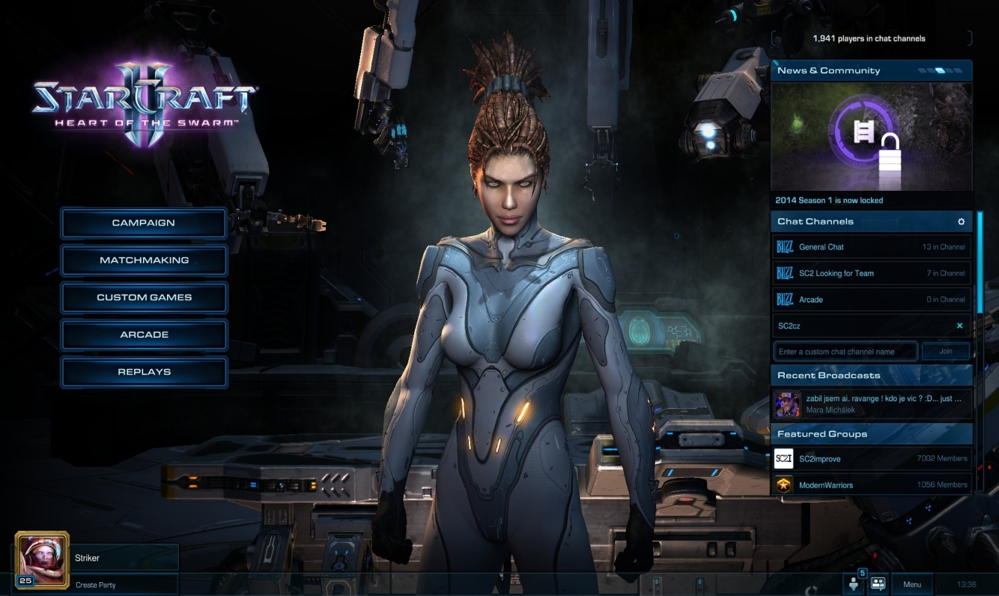 1,941 players in chat channels
STARCRAFT
II
HEART OF THE SWARM™
News & Community
2014 Season 1 is now locked
CAMPAIGN
MATCHMAKING
CUSTOM GAMES
ARCADE
REPLAYS
Chat Channels
BLIZZ General Chat 13 in Channel
BLIZZ SC2 Looking for Team 7 in Channel
BLIZZ Arcade 0 in Channel
SC2cz
Enter a custom chat channel name Join
Recent Broadcasts
zabil jsem ai. ravange ! kdo je vic ? :D... just ...
Mara Michálek
Featured Groups
SC2I SC2improve 7002 Members
ModernWarriors 1056 Members
Striker
25
Create Party
5
Menu 13:36